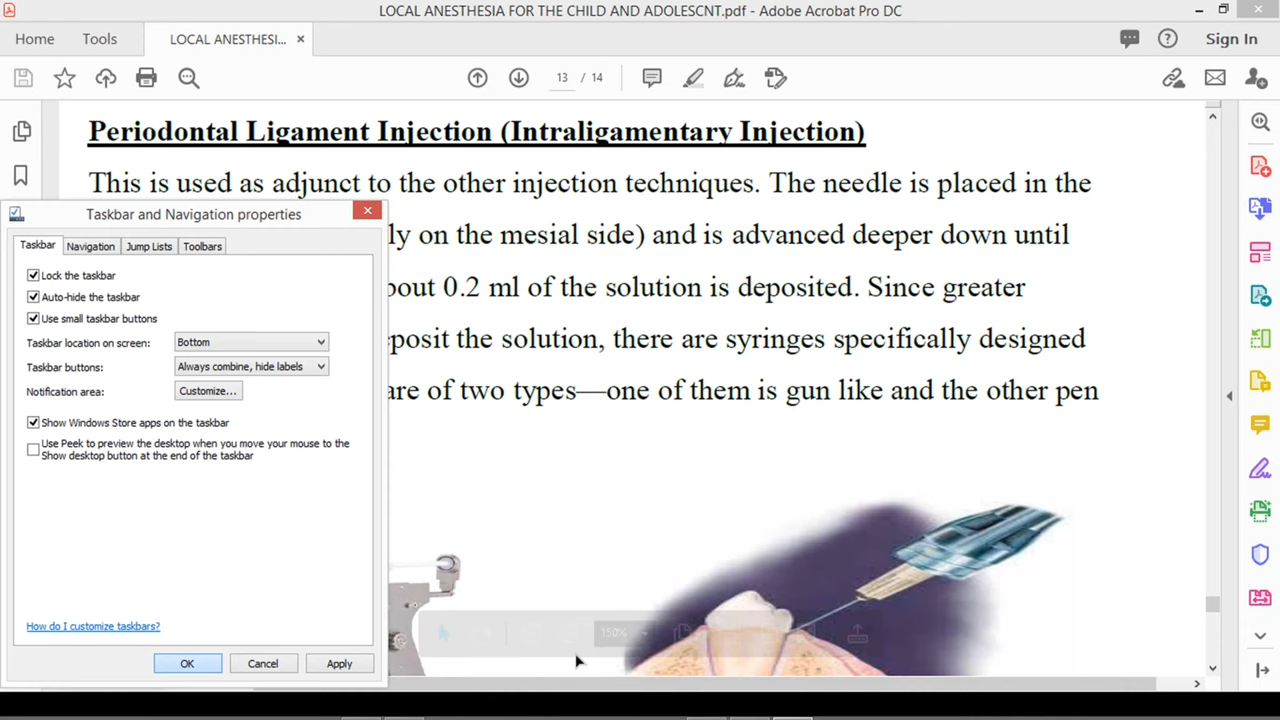 LOCAL ANESTHESIA FOR THE CHILD AND ADOLESCNT.pdf - Adobe Acrobat Pro DC
Home Tools LOCAL ANESTHESI... Sign In
13 / 14
Periodontal Ligament Injection (Intraligamentary Injection)
This is used as adjunct to the other injection techniques. The needle is placed in the
ly on the mesial side) and is advanced deeper down until
out 0.2 ml of the solution is deposited. Since greater
posit the solution, there are syringes specifically designed
are of two types—one of them is gun like and the other pen
Taskbar and Navigation properties
Taskbar Navigation Jump Lists Toolbars
Lock the taskbar
Auto-hide the taskbar
Use small taskbar buttons
Taskbar location on screen: Bottom
Taskbar buttons: Always combine, hide labels
Notification area: Customize...
Show Windows Store apps on the taskbar
Use Peek to preview the desktop when you move your mouse to the
Show desktop button at the end of the taskbar
How do I customize taskbars?
OK Cancel Apply
150%